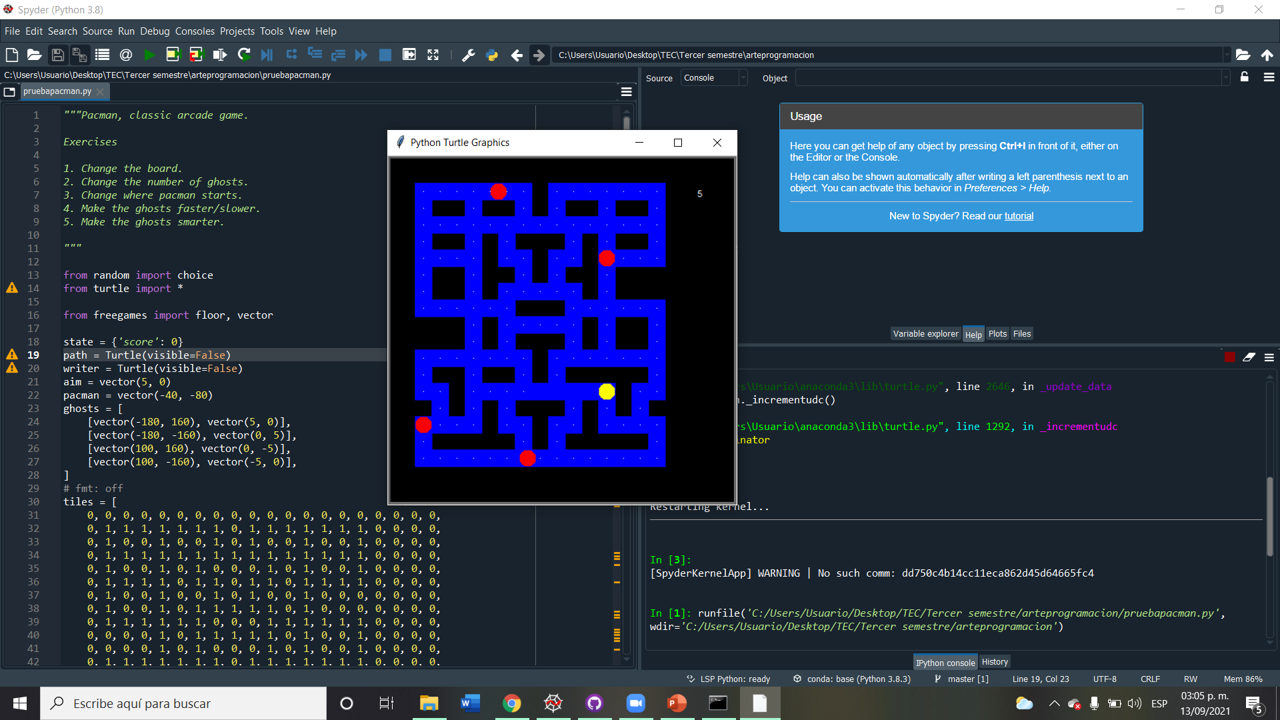 Spyder (Python 3.8)
File Edit Search Source Run Debug Consoles Projects Tools View Help
C:\Users\Usuario\Desktop\TEC\Tercer semestre\arteprogramacion
C:\Users\Usuario\Desktop\TEC\Tercer semestre\arteprogramacion\pruebapacman.py
pruebapacman.py
1 """Pacman, classic arcade game.
2
3 Exercises
4
5 1. Change the board.
6 2. Change the number of ghosts.
7 3. Change where pacman starts.
8 4. Make the ghosts faster/slower.
9 5. Make the ghosts smarter.
10
11 """
12
13 from random import choice
14 from turtle import *
15
16 from freegames import floor, vector
17
18 state = {'score': 0}
19 path = Turtle(visible=False)
20 writer = Turtle(visible=False)
21 aim = vector(5, 0)
22 pacman = vector(-40, -80)
23 ghosts = [
24 [vector(-180, 160), vector(5, 0)],
25 [vector(-180, -160), vector(0, 5)],
26 [vector(100, 160), vector(0, -5)],
27 [vector(100, -160), vector(-5, 0)],
28 ]
29 # fmt: off
30 tiles = [
31 0, 0, 0, 0, 0, 0, 0, 0, 0, 0, 0, 0, 0, 0, 0, 0, 0, 0, 0, 0,
32 0, 1, 1, 1, 1, 1, 1, 1, 0, 1, 1, 1, 1, 1, 1, 1, 0, 0, 0, 0,
33 0, 1, 0, 0, 1, 0, 0, 1, 0, 1, 0, 0, 1, 0, 0, 1, 0, 0, 0, 0,
34 0, 1, 1, 1, 1, 1, 1, 1, 1, 1, 1, 1, 1, 1, 1, 1, 0, 0, 0, 0,
35 0, 1, 0, 0, 1, 0, 1, 0, 0, 0, 1, 0, 1, 0, 0, 1, 0, 0, 0, 0,
36 0, 1, 1, 1, 1, 0, 1, 1, 0, 1, 1, 0, 1, 1, 1, 1, 0, 0, 0, 0,
37 0, 1, 0, 0, 1, 0, 0, 1, 0, 1, 0, 0, 1, 0, 0, 0, 0, 0, 0, 0,
38 0, 1, 0, 0, 1, 0, 1, 1, 1, 1, 1, 0, 1, 0, 0, 0, 0, 0, 0, 0,
39 0, 1, 1, 1, 1, 1, 1, 0, 0, 0, 1, 1, 1, 1, 1, 1, 0, 0, 0, 0,
40 0, 0, 0, 0, 1, 0, 1, 1, 1, 1, 1, 0, 1, 0, 0, 1, 0, 0, 0, 0,
41 0, 0, 0, 0, 1, 0, 1, 0, 0, 0, 1, 0, 1, 0, 0, 1, 0, 0, 0, 0,
42 0, 1, 1, 1, 1, 1, 1, 0, 1, 0, 1, 1, 1, 1, 1, 1, 0, 0, 0, 0,
Python Turtle Graphics
5
Source Console Object
Usage
Here you can get help of any object by pressing Ctrl+I in front of it, either on
the Editor or the Console.
Help can also be shown automatically after writing a left parenthesis next to an
object. You can activate this behavior in Preferences > Help.
New to Spyder? Read our tutorial
Variable explorer Help Plots Files
rs\Usuario\anaconda3\lib\turtle.py", line 2646, in _update_data
._incrementudc()
rs\Usuario\anaconda3\lib\turtle.py", line 1292, in _incrementudc
inator
Restarting kernel...
In [3]:
[SpyderKernelApp] WARNING | No such comm: dd750c4b14cc11eca862d45d64665fc4
In [1]: runfile('C:/Users/Usuario/Desktop/TEC/Tercer semestre/arteprogramacion/pruebapacman.py',
wdir='C:/Users/Usuario/Desktop/TEC/Tercer semestre/arteprogramacion')
IPython console History
LSP Python: ready conda: base (Python 3.8.3) master [1] Line 19, Col 23 UTF-8 CRLF RW Mem 86%
Escribe aquí para buscar
ESP
03:05 p. m.
13/09/2021
5